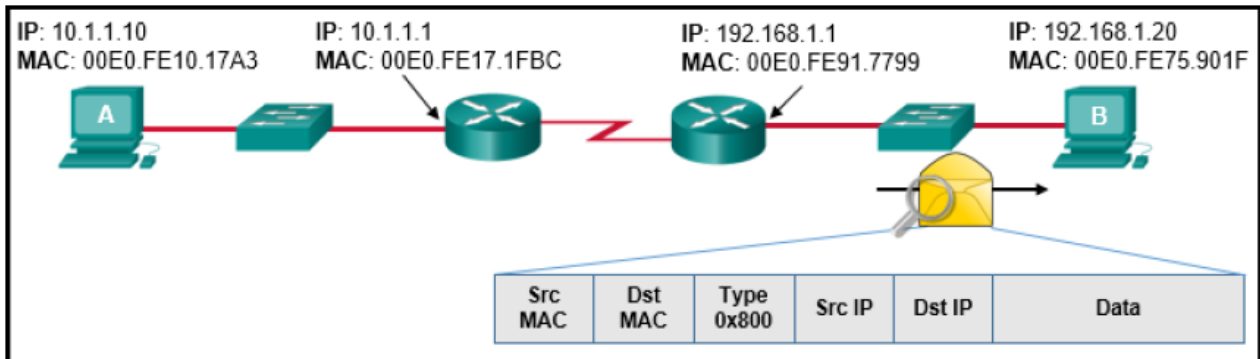 IP: 10.1.1.10
MAC: 00E0.FE10.17A3
IP: 10.1.1.1
MAC: 00E0.FE17.1FBC
IP: 192.168.1.1
MAC: 00E0.FE91.7799
IP: 192.168.1.20
MAC: 00E0.FE75.901F
A
B
Src MAC
Dst MAC
Type 0x800
Src IP
Dst IP
Data